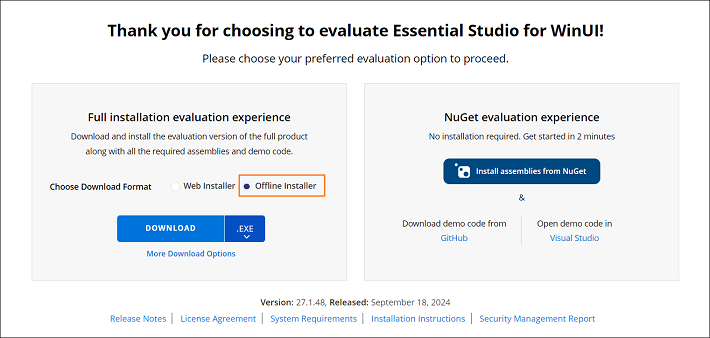 Thank you for choosing to evaluate Essential Studio for WinUI!
Please choose your preferred evaluation option to proceed.
Full installation evaluation experience
Download and install the evaluation version of the full product
along with all the required assemblies and demo code.
Choose Download Format
Web Installer
Offline Installer
DOWNLOAD
.EXE
More Download Options
NuGet evaluation experience
No installation required. Get started in 2 minutes
Install assemblies from NuGet
&
Download demo code from
GitHub
Open demo code in
Visual Studio
Version: 27.1.48, Released: September 18, 2024
Release Notes | License Agreement | System Requirements | Installation Instructions | Security Management Report